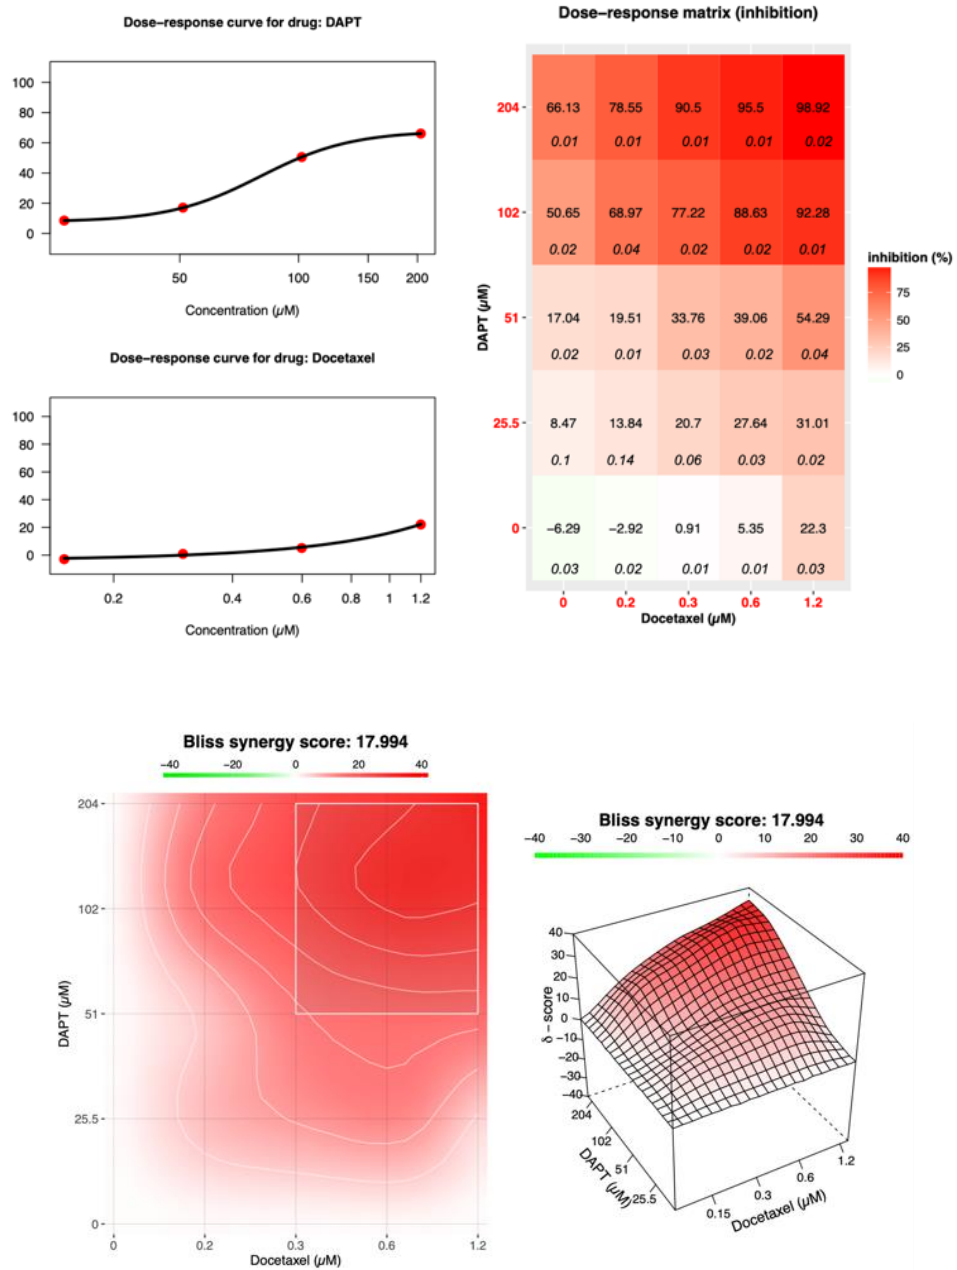 Dose–response curve for drug: DAPT
100
80
60
40
20
0
50 100 150 200
Concentration (µM)
Dose–response curve for drug: Docetaxel
100
80
60
40
20
0
0.2 0.4 0.6 0.8 1 1.2
Concentration (µM)
Dose–response matrix (inhibition)
DAPT (µM)
204 66.13 78.55 90.5 95.5 98.92
0.01 0.01 0.01 0.01 0.02
102 50.65 68.97 77.22 88.63 92.28
0.02 0.04 0.02 0.02 0.01
51 17.04 19.51 33.76 39.06 54.29
0.02 0.01 0.03 0.02 0.04
25.5 8.47 13.84 20.7 27.64 31.01
0.1 0.14 0.06 0.03 0.02
0 −6.29 −2.92 0.91 5.35 22.3
0.03 0.02 0.01 0.01 0.03
0 0.2 0.3 0.6 1.2
Docetaxel (µM)
inhibition (%)
75
50
25
0
Bliss synergy score: 17.994
−40 −20 0 20 40
DAPT (µM)
204
102
51
25.5
0
0 0.2 0.3 0.6 1.2
Docetaxel (µM)
Bliss synergy score: 17.994
−40 −30 −20 −10 0 10 20 30 40
δ − score
40
30
20
10
0
−10
−20
−30
−40
204
102
51
25.5
DAPT (µM)
0.15
0.3
0.6
1.2
Docetaxel (µM)